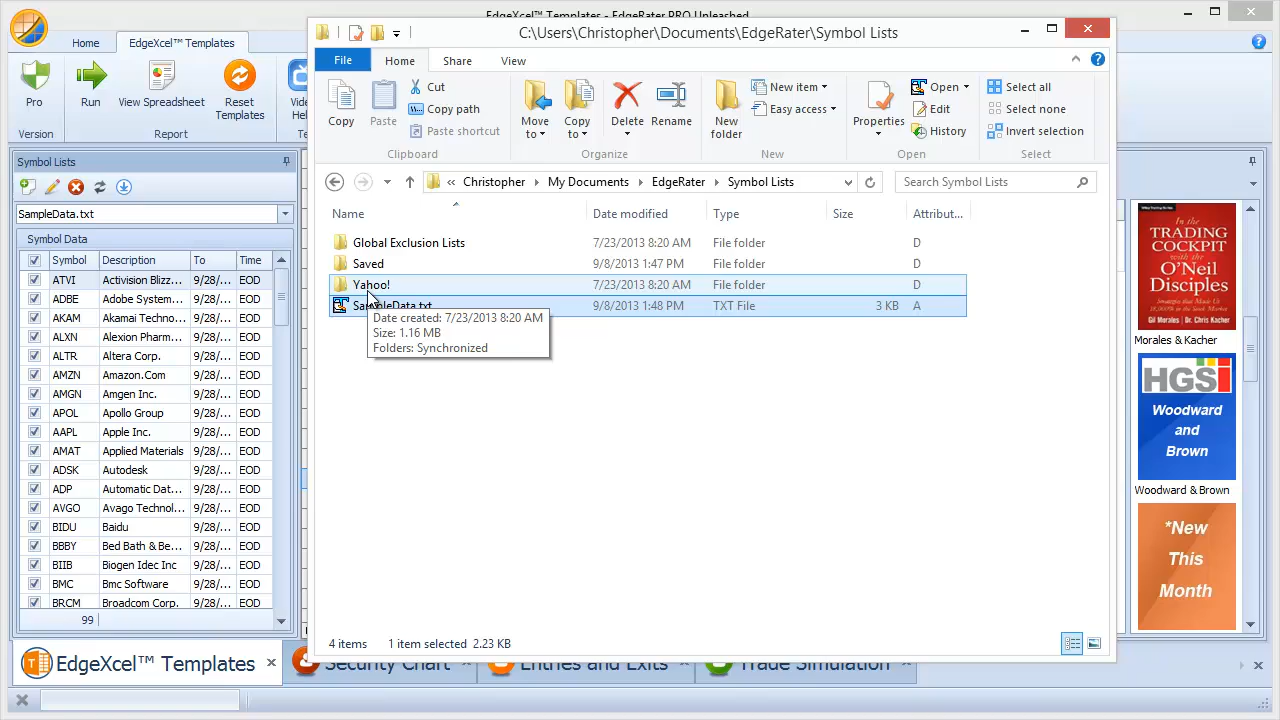 EdgeXcel™ Templates - EdgeRater PRO Unleashed
Home
EdgeXcel™ Templates
Pro
Run
View Spreadsheet
Reset
Templates
Version
Report
Symbol Lists
SampleData.txt
Symbol Data
Symbol Description To Time
ATVI Activision Blizz... 9/28/... EOD
ADBE Adobe System... 9/28/... EOD
AKAM Akamai Techno... 9/28/... EOD
ALXN Alexion Pharma... 9/28/... EOD
ALTR Altera Corp. 9/28/... EOD
AMZN Amazon.Com 9/28/... EOD
AMGN Amgen Inc. 9/28/... EOD
APOL Apollo Group 9/28/... EOD
AAPL Apple Inc. 9/28/... EOD
AMAT Applied Materials 9/28/... EOD
ADSK Autodesk 9/28/... EOD
ADP Automatic Dat... 9/28/... EOD
AVGO Avago Technol... 9/28/... EOD
BIDU Baidu 9/28/... EOD
BBBY Bed Bath & Be... 9/28/... EOD
BIIB Biogen Idec Inc 9/28/... EOD
BMC Bmc Software 9/28/... EOD
BRCM Broadcom Corp. 9/28/... EOD
99
C:\Users\Christopher\Documents\EdgeRater\Symbol Lists
File
Home
Share
View
Copy
Paste
Cut
Copy path
Paste shortcut
Clipboard
Move
to
Copy
to
Delete
Rename
Organize
New
folder
New item
Easy access
New
Properties
Open
Edit
History
Open
Select all
Select none
Invert selection
Select
« Christopher My Documents EdgeRater Symbol Lists
Search Symbol Lists
Name Date modified Type Size Attribut...
Global Exclusion Lists 7/23/2013 8:20 AM File folder D
Saved 9/8/2013 1:47 PM File folder D
Yahoo! 7/23/2013 8:20 AM File folder D
SampleData.txt 9/8/2013 1:48 PM TXT File 3 KB A
Size: 1.16 MB
Folders: Synchronized
4 items 1 item selected 2.23 KB
In the
TRADING
COCKPIT
with the
O'Neil
Disciples
Gil Morales | Dr. Chris Kacher
Morales & Kacher
HGSi
Woodward
and
Brown
Woodward & Brown
*New
This
Month
EdgeXcel™ Templates
Security Chart
Entries and Exits
Trade Simulation